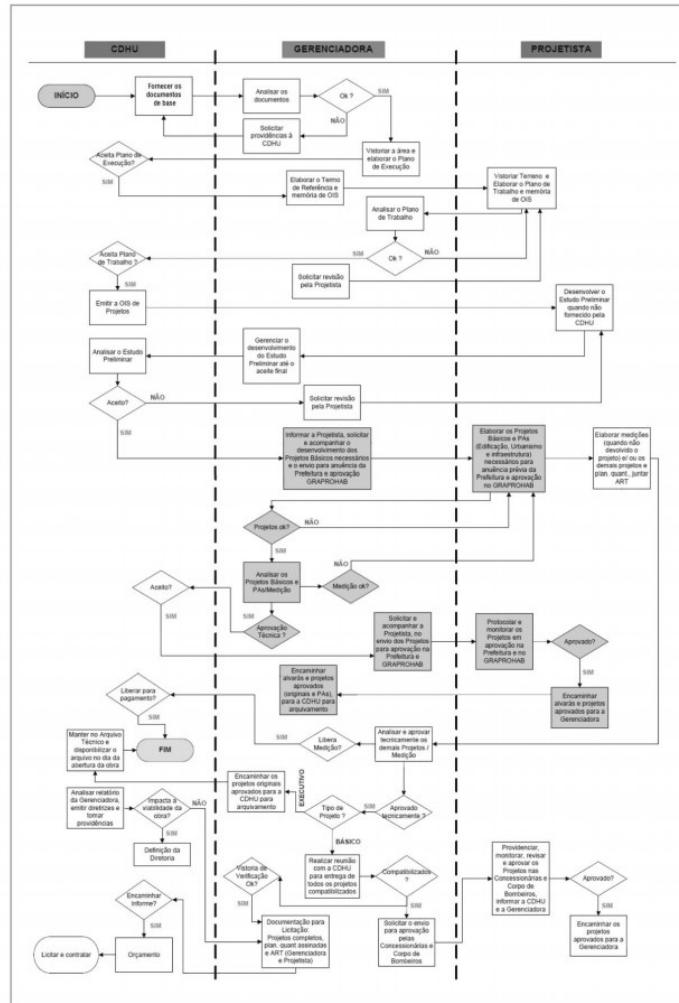 CDHU
GERENCIADORA
PROJETISTA
INÍCIO
Fornecer os
documentos
de base
Analisar os
documentos
Ok ?
SIM
NÃO
Solicitar
providências à
CDHU
Vistoriar a área e
elaborar o Plano
de Execução
Aceita Plano de
Execução?
SIM
Elaborar o Termo
de Referência e
memória de OIS
Vistoriar Terreno e
Elaborar o Plano de
Trabalho e memória
de OIS
Analisar o Plano
de Trabalho
Ok ?
SIM
NÃO
Aceita Plano
de Trabalho ?
SIM
Solicitar revisão
pela Projetista
Emitir a OIS de
Projetos
Desenvolver o
Estudo Preliminar
quando não
fornecido pela
CDHU
Gerenciar o
desenvolvimento
do Estudo
Preliminar até o
aceite final
Analisar o Estudo
Preliminar
Aceito?
NÃO
SIM
Solicitar revisão
pela Projetista
Informar a Projetista, solicitar
e acompanhar o
desenvolvimento dos
Projetos Básicos necessários
e o envio para anuência da
Prefeitura e aprovação
GRAPROHAB
Elaborar os Projetos
Básicos e PAs
(Edificação, Urbanismo
e infraestrutura)
necessários para
anuência prévia da
Prefeitura e aprovação
no GRAPROHAB
Elaborar medições
(quando não
devolvido o
projeto) e/ ou os
demais projetos e
plan. quant., juntar
ART
Projetos ok?
NÃO
SIM
Analisar os
Projetos Básicos e
PAs/Medição
NÃO
Medição ok?
Aceito?
SIM
SIM
SIM
Aprovação
Técnica ?
Solicitar e
acompanhar a
Projetista, no
envio dos Projetos
para aprovação na
Prefeitura e
GRAPROHAB
Protocolar e
monitorar os
Projetos em
aprovação na
Prefeitura e no
GRAPROHAB
Aprovado?
SIM
Encaminhar
alvarás e projetos
aprovados
(originais e PAs),
para a CDHU para
arquivamento
Encaminhar
alvarás e projetos
aprovados para a
Gerenciadora
Liberar para
pagamento?
SIM
FIM
SIM
Libera
Medição?
Analisar e aprovar
tecnicamente os
demais Projetos /
Medição
Manter no Arquivo
Técnico e
disponibilizar o
arquivo no dia da
abertura da obra
Encaminhar os
projetos originais
aprovados para a
CDHU para
arquivamento
EXECUTIVO
Tipo de
Projeto ?
SIM
Aprovado
tecnicamente ?
Analisar relatório
da Gerenciadora,
emitir diretrizes e
tomar
providências
Impacta a
viabilidade da
obra?
NÃO
SIM
Definição da
Diretoria
BÁSICO
Vistoria de
Verificação
Ok?
SIM
Realizar reunião
com a CDHU
para entrega de
todos os projetos
compatibilizados
Compatibilizados
?
SIM
Providenciar,
monitorar, revisar
e aprovar os
Projetos nas
Concessionárias e
Corpo de
Bombeiros,
informar a CDHU
e a Gerenciadora
Aprovado?
SIM
Encaminhar os
projetos
aprovados para a
Gerenciadora
Encaminhar
Informe?
SIM
Documentação para
Licitação:
Projetos completos,
plan. quant assinadas
e ART (Gerenciadora
e Projetista)
Solicitar o envio
para aprovação
pelas
Concessionárias e
Corpo de
Bombeiros
Licitar e contratar
Orçamento